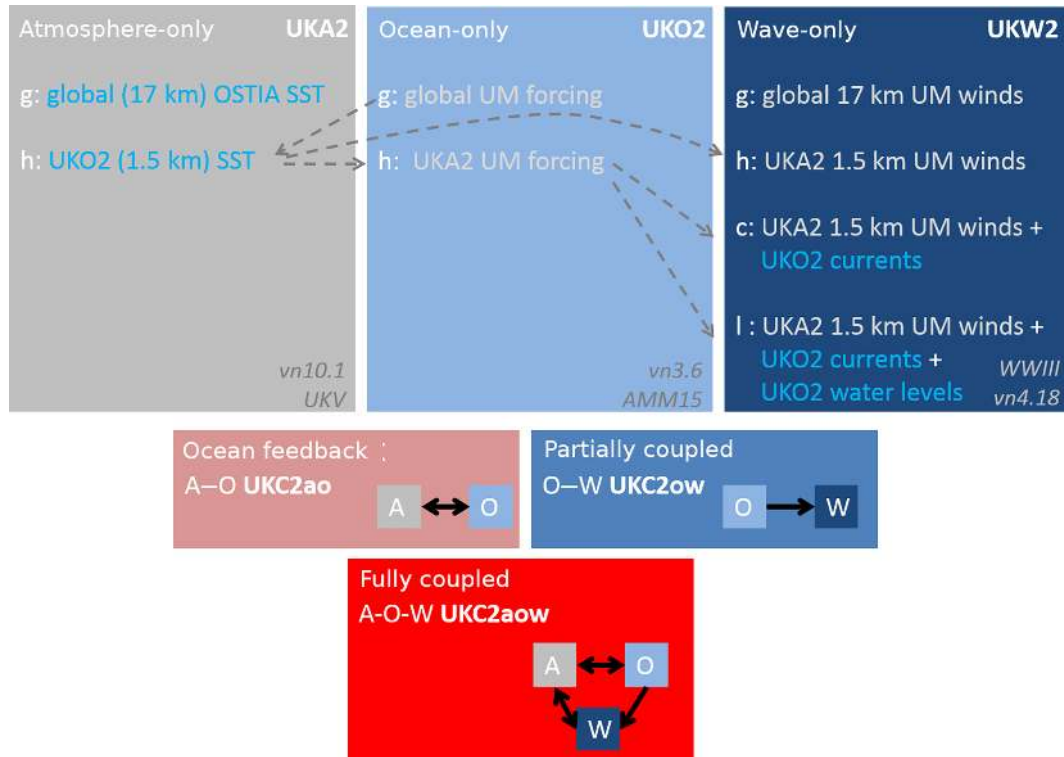 Atmosphere-only UKA2
g: global (17 km) OSTIA SST
h: UKO2 (1.5 km) SST
vn10.1
UKV
Ocean-only UKO2
g: global UM forcing
h: UKA2 UM forcing
vn3.6
AMM15
Wave-only UKW2
g: global 17 km UM winds
h: UKA2 1.5 km UM winds
c: UKA2 1.5 km UM winds +
UKO2 currents
l : UKA2 1.5 km UM winds +
UKO2 currents +
UKO2 water levels
WWIII
vn4.18
Ocean feedback :
A–O UKC2ao
A O
Partially coupled
O–W UKC2ow
O W
Fully coupled
A-O-W UKC2aow
A O
W